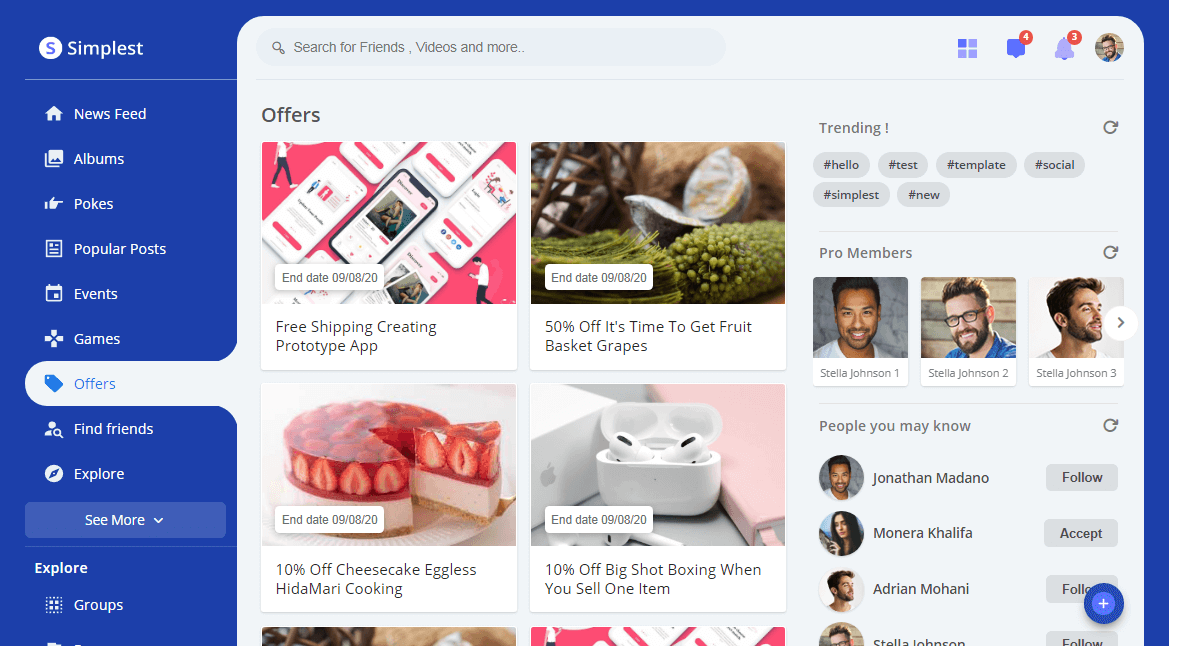 S Simplest
Search for Friends , Videos and more..
4
3
News Feed
Albums
Pokes
Popular Posts
Events
Games
Offers
Find friends
Explore
See More
Explore
Groups
Offers
End date 09/08/20
Free Shipping Creating
Prototype App
End date 09/08/20
50% Off It's Time To Get Fruit
Basket Grapes
End date 09/08/20
10% Off Cheesecake Eggless
HidaMari Cooking
End date 09/08/20
10% Off Big Shot Boxing When
You Sell One Item
Trending !
#hello #test #template #social
#simplest #new
Pro Members
Stella Johnson 1
Stella Johnson 2
Stella Johnson 3
People you may know
Jonathan Madano
Follow
Monera Khalifa
Accept
Adrian Mohani
Follo
Stella Johnson
Follow